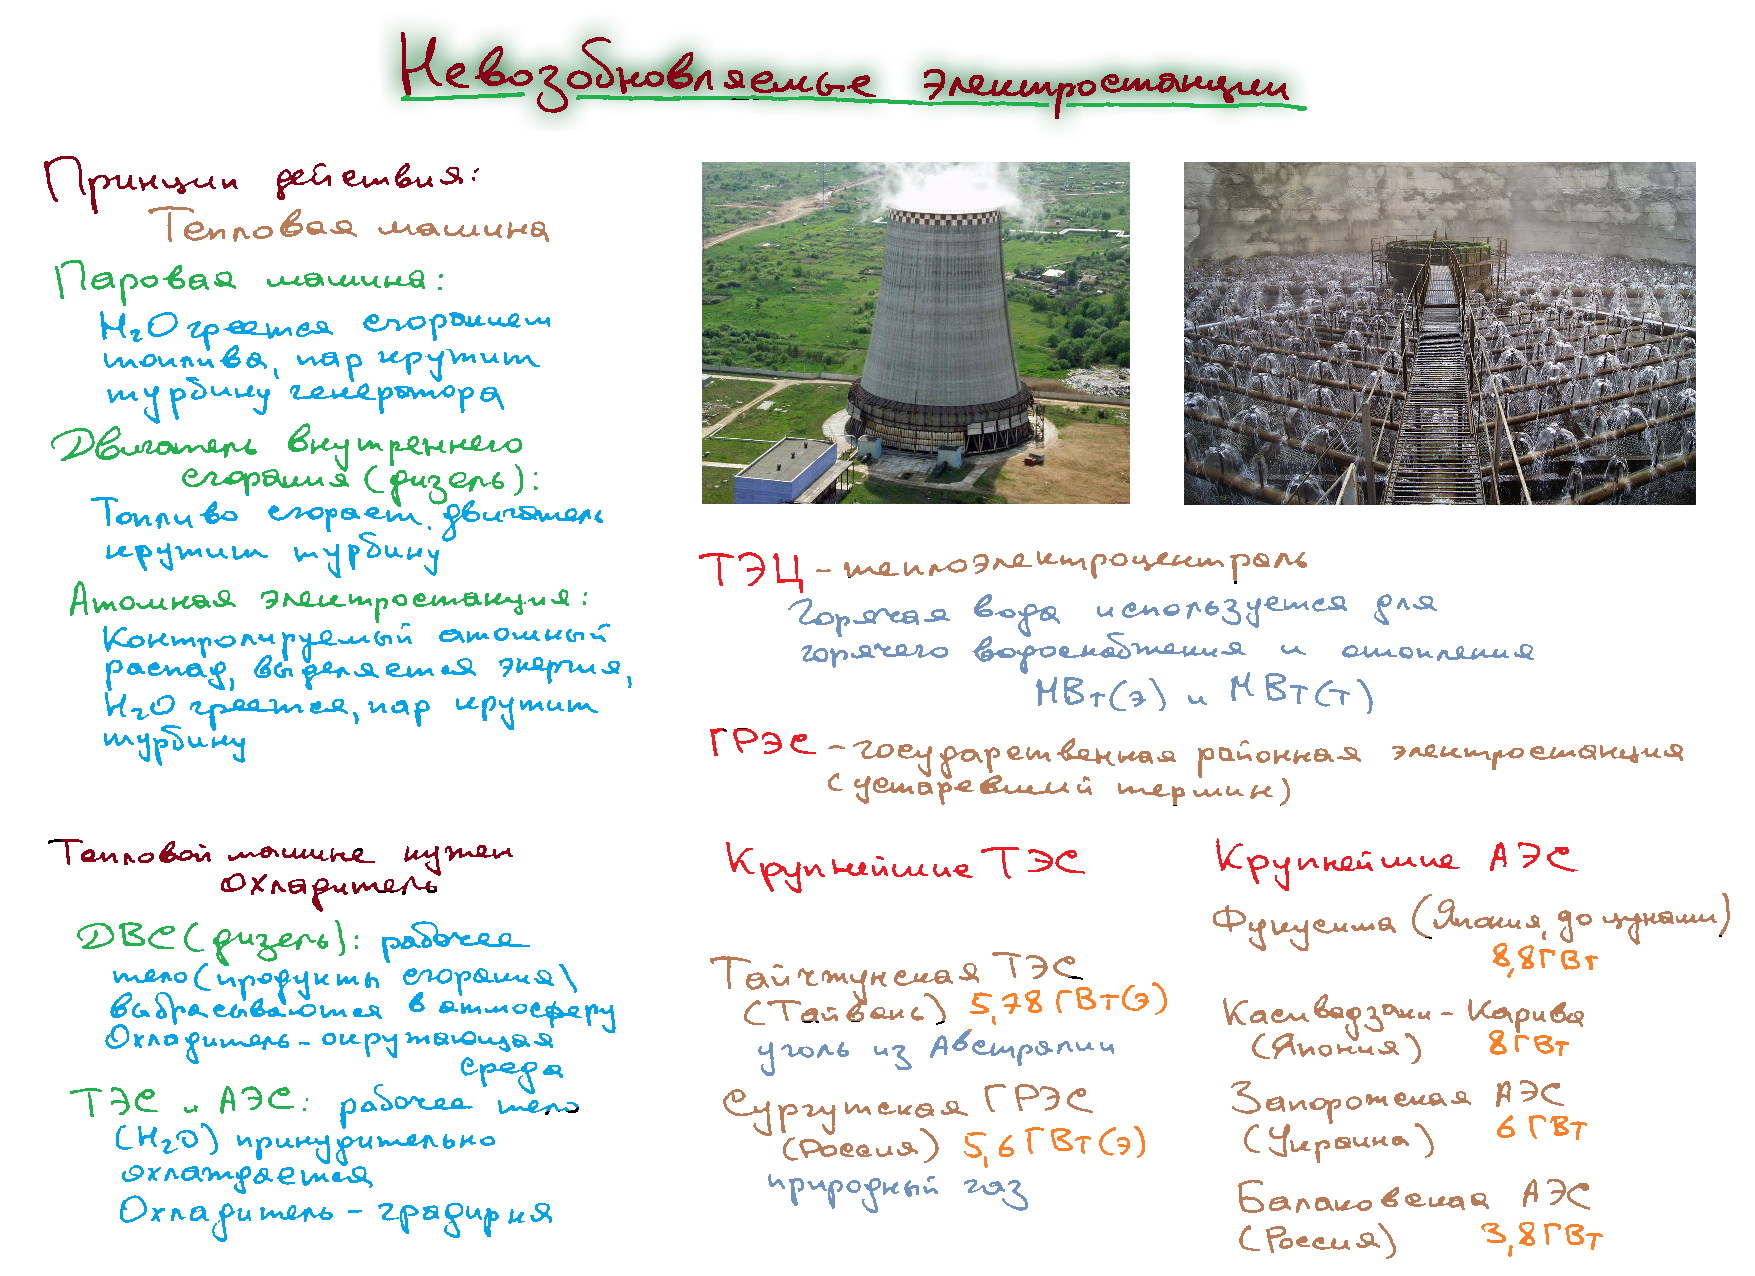 Невозобновляемые электростанции
Принцип действия:
Тепловая машина
Паровая машина:
H₂O греется сгоранием
топлива, пар крутит
турбину генератора
Двигатель внутреннего
сгорания (дизель):
Топливо сгорает, двигатель
крутит турбину
Атомная электростанция:
Контролируемый атомный
распад, выделяется энергия,
H₂O греется, пар крутит
турбину
Тепловой машине нужен
охладитель
ДВС (дизель): рабочее
тело (продукты сгорания)
выбрасываются в атмосферу
Охладитель - окружающая
среда
ТЭС и АЭС: рабочее тело
(H₂O) принудительно
охлаждается
Охладитель - градирня
ТЭЦ - теплоэлектроцентраль
Горячая вода используется для
горячего водоснабжения и отопления
МВт(э) и МВт(т)
ГРЭС - государственная районная электростанция
(устаревший термин)
Крупнейшие ТЭС
Тайчтунская ТЭС
(Тайвань) 5,78 ГВт(э)
уголь из Австралии
Сургутская ГРЭС
(Россия) 5,6 ГВт(э)
природный газ
Крупнейшие АЭС
Фукусима (Япония, до цунами)
8,8 ГВт
Касивадзаки - Карива
(Япония) 8 ГВт
Запорожская АЭС
(Украина) 6 ГВт
Балаковская АЭС
(Россия) 3,8 ГВт